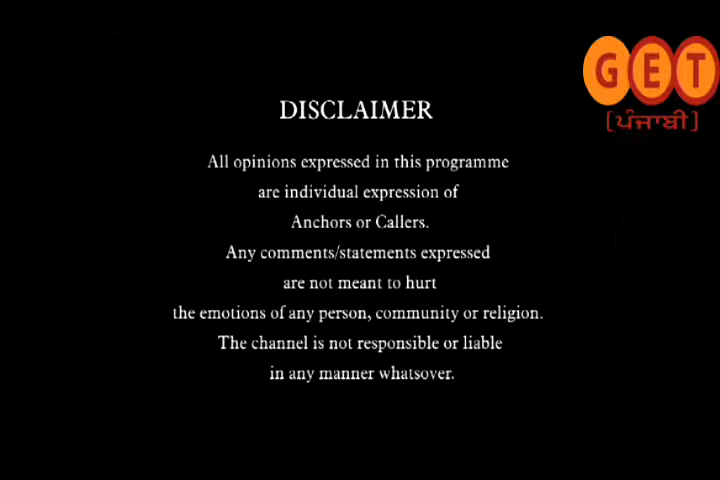 GET
[ਪੰਜਾਬੀ]
DISCLAIMER
All opinions expressed in this programme
are individual expression of
Anchors or Callers.
Any comments/statements expressed
are not meant to hurt
the emotions of any person, community or religion.
The channel is not responsible or liable
in any manner whatsover.